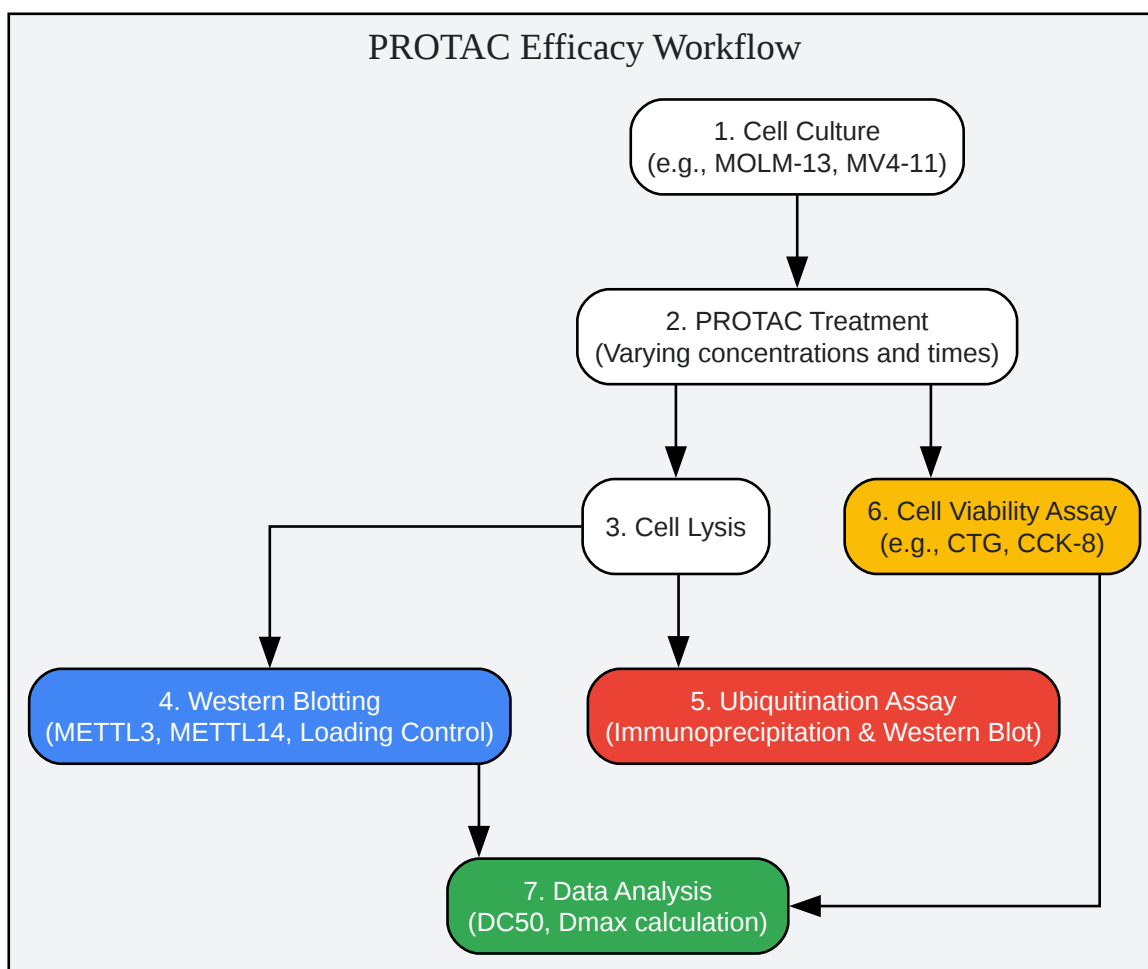 PROTAC Efficacy Workflow
1. Cell Culture
(e.g., MOLM-13, MV4-11)
2. PROTAC Treatment
(Varying concentrations and times)
3. Cell Lysis
6. Cell Viability Assay
(e.g., CTG, CCK-8)
4. Western Blotting
(METTL3, METTL14, Loading Control)
5. Ubiquitination Assay
(Immunoprecipitation & Western Blot)
7. Data Analysis
(DC50, Dmax calculation)